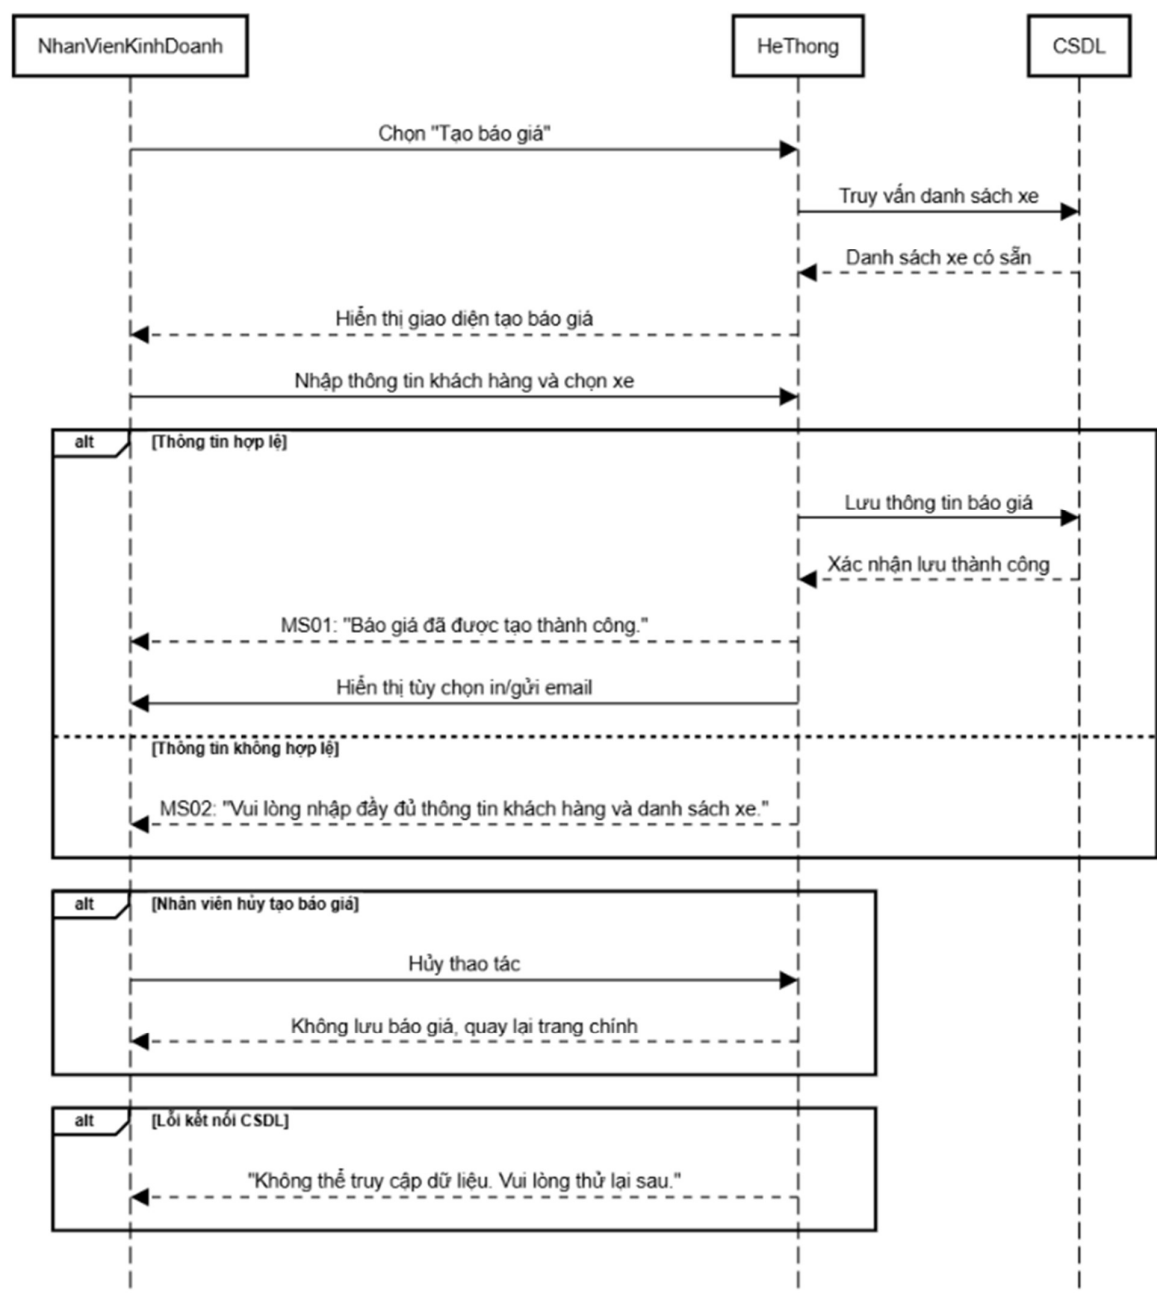 NhanVienKinhDoanh
HeThong
CSDL
Chọn "Tạo báo giá"
Truy vấn danh sách xe
Danh sách xe có sẵn
Hiển thị giao diện tạo báo giá
Nhập thông tin khách hàng và chọn xe
alt
[Thông tin hợp lệ]
Lưu thông tin báo giá
Xác nhận lưu thành công
MS01: "Báo giá đã được tạo thành công."
Hiển thị tùy chọn in/gửi email
[Thông tin không hợp lệ]
MS02: "Vui lòng nhập đầy đủ thông tin khách hàng và danh sách xe."
alt
[Nhân viên hủy tạo báo giá]
Hủy thao tác
Không lưu báo giá, quay lại trang chính
alt
[Lỗi kết nối CSDL]
"Không thể truy cập dữ liệu. Vui lòng thử lại sau."